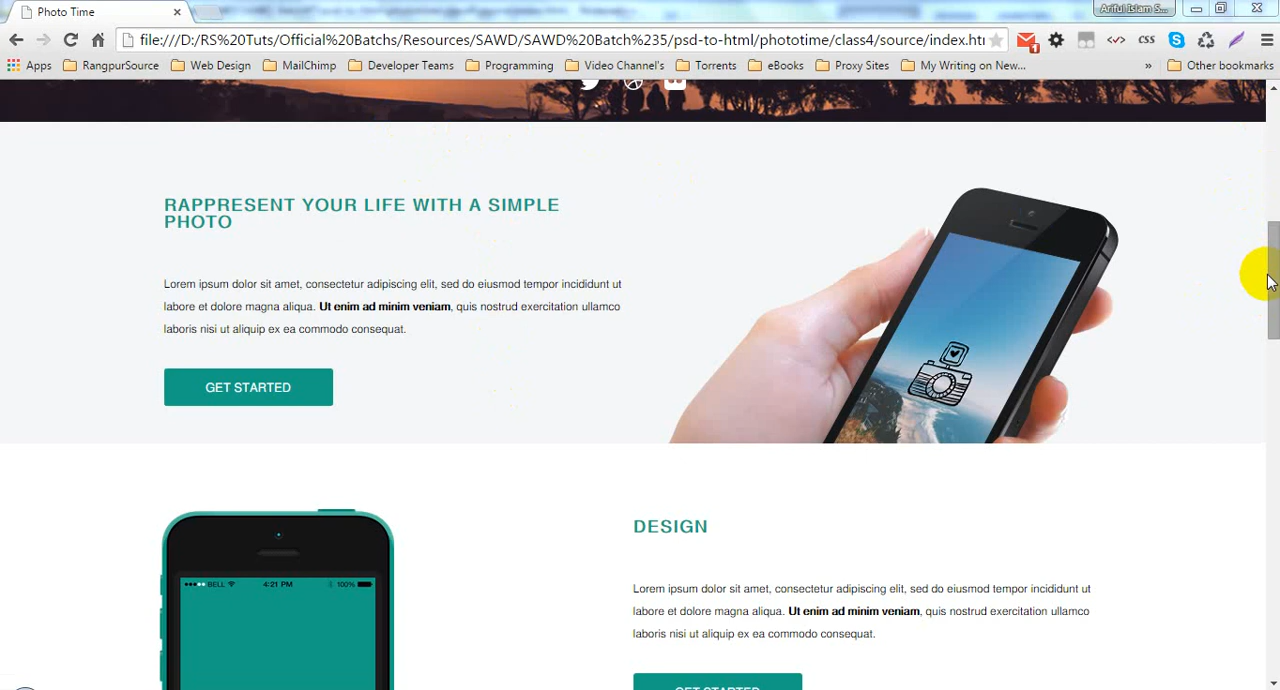 Photo Time
Ariful Islam S...
file:///D:/RS%20Tuts/Official%20Batchs/Resources_SAWD/SAWD%20Batch%235/psd-to-html/phototime/class4/source/index.ht
1
CSS
Apps RangpurSource Web Design MailChimp Developer Teams Programming Video Channel's Torrents eBooks Proxy Sites My Writing on New... » Other bookmarks
RAPPRESENT YOUR LIFE WITH A SIMPLE
PHOTO
Lorem ipsum dolor sit amet, consectetur adipiscing elit, sed do eiusmod tempor incididunt ut
labore et dolore magna aliqua. Ut enim ad minim veniam, quis nostrud exercitation ullamco
laboris nisi ut aliquip ex ea commodo consequat.
GET STARTED
BELL 4:21 PM 100%
DESIGN
Lorem ipsum dolor sit amet, consectetur adipiscing elit, sed do eiusmod tempor incididunt ut
labore et dolore magna aliqua. Ut enim ad minim veniam, quis nostrud exercitation ullamco
laboris nisi ut aliquip ex ea commodo consequat.
GET STARTED